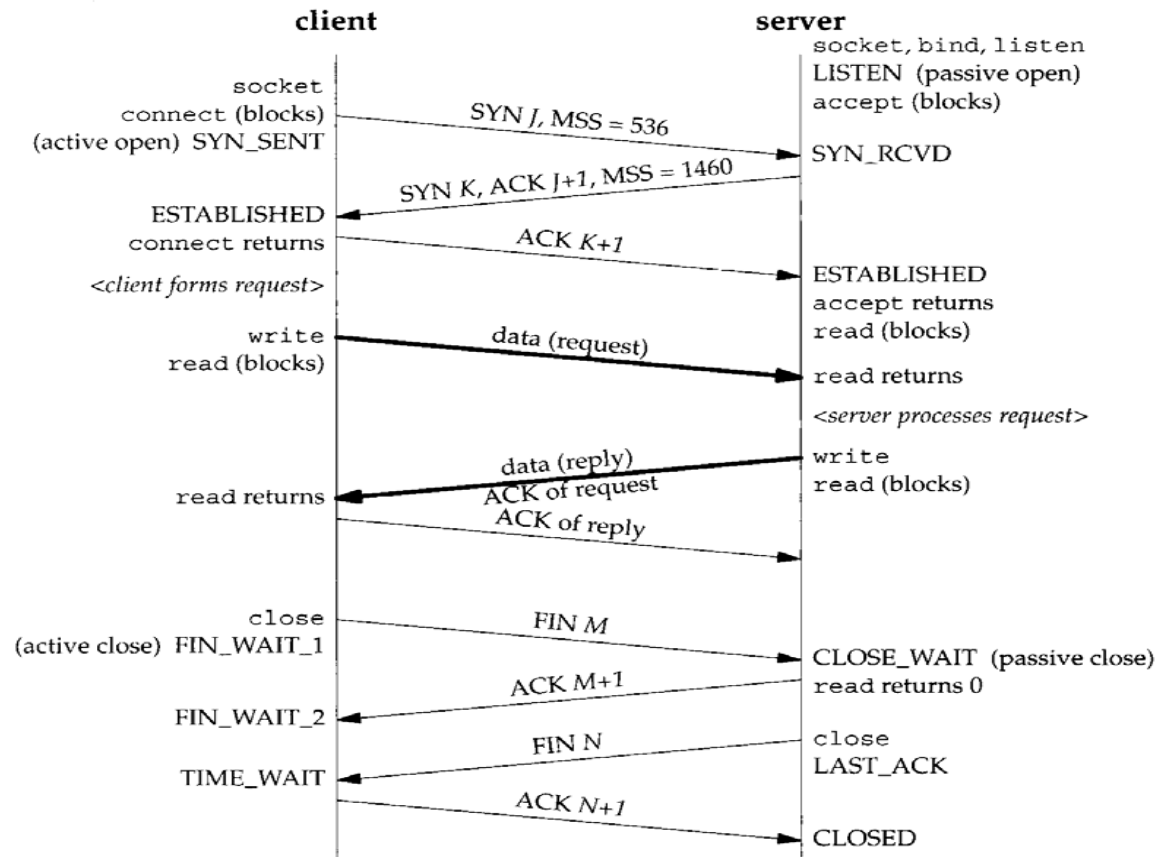 client
server
socket, bind, listen
LISTEN (passive open)
accept (blocks)
socket
connect (blocks)
(active open) SYN_SENT
SYN J, MSS = 536
SYN_RCVD
SYN K, ACK J+1, MSS = 1460
ESTABLISHED
connect returns
ACK K+1
ESTABLISHED
accept returns
read (blocks)
<client forms request>
write
read (blocks)
data (request)
read returns
<server processes request>
write
read (blocks)
data (reply)
ACK of request
read returns
ACK of reply
close
(active close) FIN_WAIT_1
FIN M
CLOSE_WAIT (passive close)
read returns 0
ACK M+1
FIN_WAIT_2
close
LAST_ACK
FIN N
TIME_WAIT
ACK N+1
CLOSED